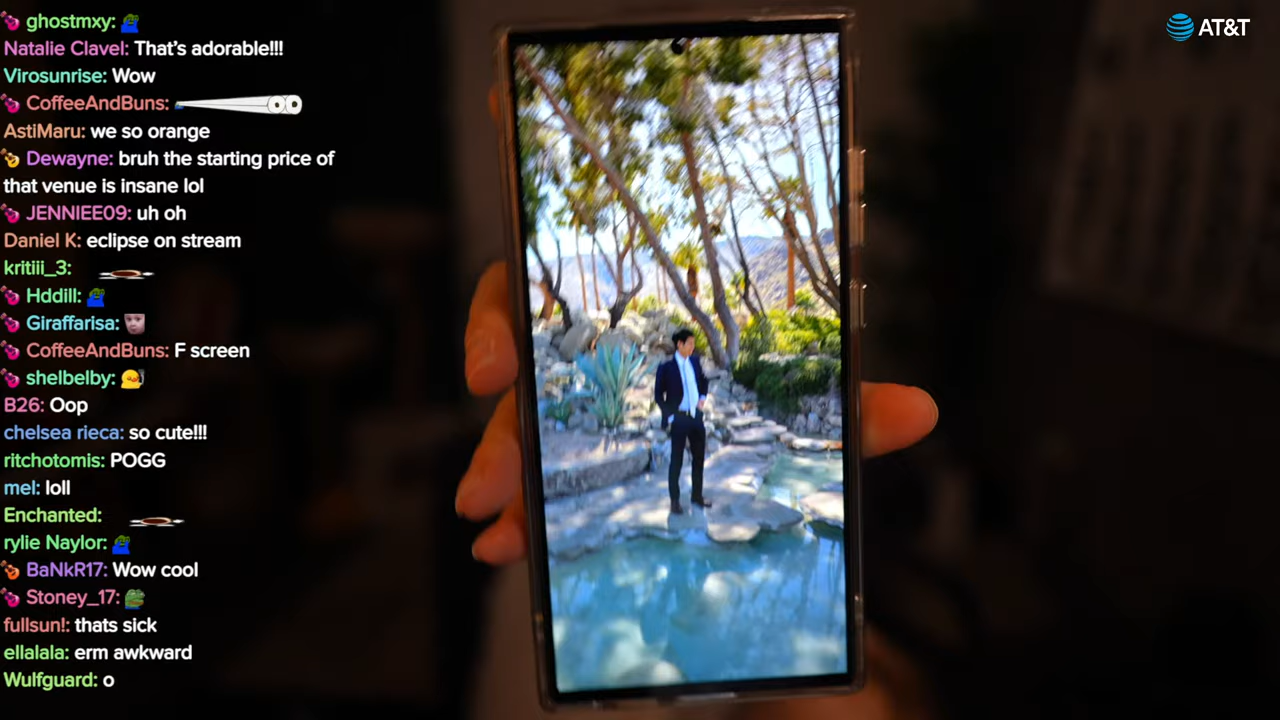 ghostmxy:
Natalie Clavel: That's adorable!!!
Virosunrise: Wow
CoffeeAndBuns:
AstiMaru: we so orange
Dewayne: bruh the starting price of
that venue is insane lol
JENNIEE09: uh oh
Daniel K: eclipse on stream
kritiii_3:
Hddill:
Giraffarisa:
CoffeeAndBuns: F screen
shelbelby:
B26: Oop
chelsea rieca: so cute!!!
ritchotomis: POGG
mel: loll
Enchanted:
rylie Naylor:
BaNkR17: Wow cool
Stoney_17:
fullsun!: thats sick
ellalala: erm awkward
Wulfguard: o
AT&T